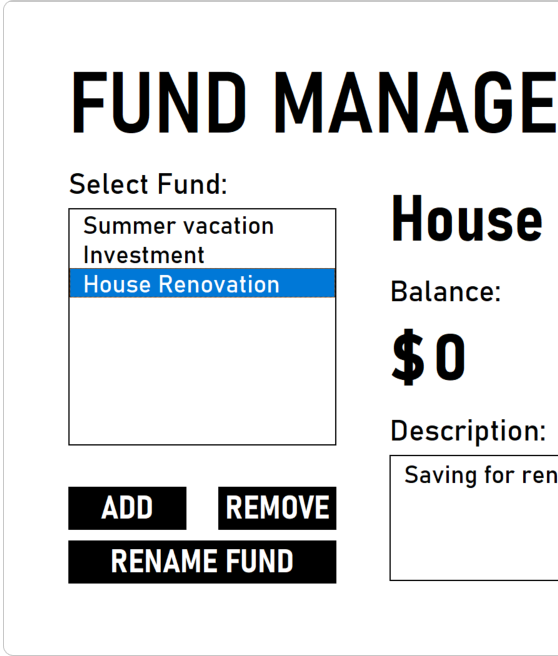 FUND MANAGE
Select Fund:
Summer vacation
Investment
House Renovation
ADD
REMOVE
RENAME FUND
House
Balance:
$0
Description:
Saving for ren